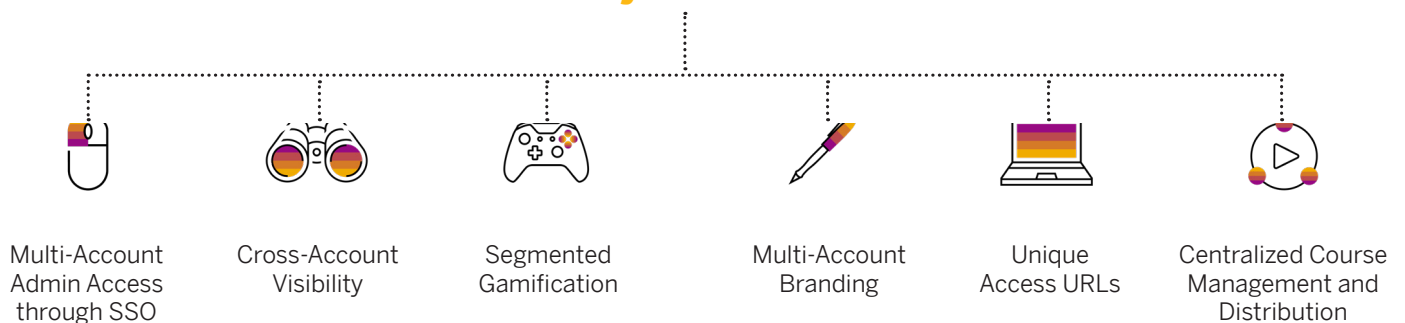 Multi-Account
Admin Access
through SSO
Cross-Account
Visibility
Segmented
Gamification
Multi-Account
Branding
Unique
Access URLs
Centralized Course
Management and
Distribution